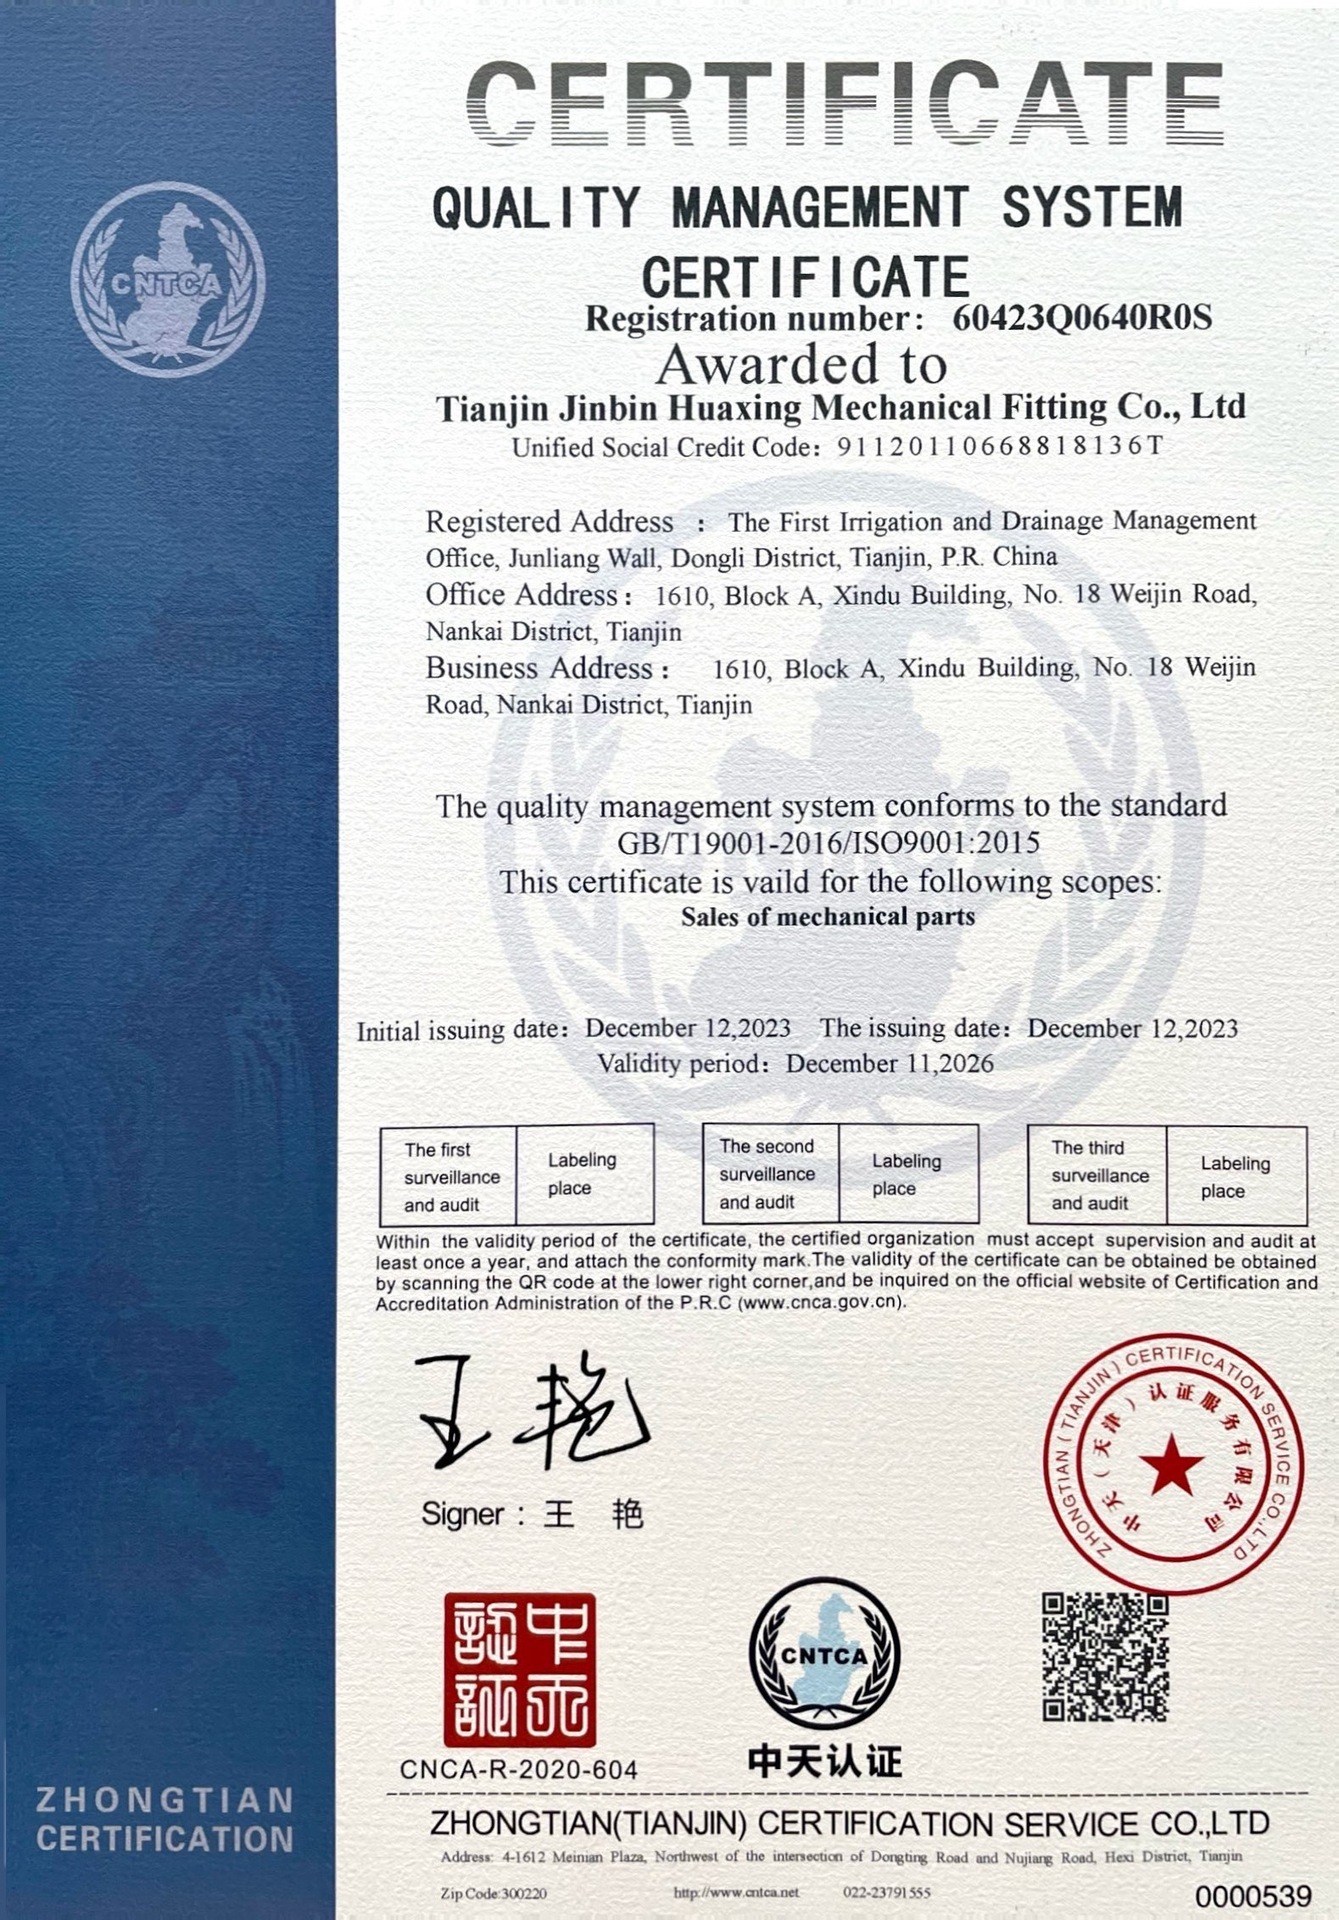 CERTIFICATE
QUALITY MANAGEMENT SYSTEM
CERTIFICATE
Registration number: 60423Q0640R0S
Awarded to
Tianjin Jinbin Huaxing Mechanical Fitting Co., Ltd
Unified Social Credit Code: 91120110668818136T
CNTCA
Registered Address : The First Irrigation and Drainage Management
Office, Junliang Wall, Dongli District, Tianjin, P.R. China
Office Address: 1610, Block A, Xindu Building, No. 18 Weijin Road,
Nankai District, Tianjin
Business Address: 1610, Block A, Xindu Building, No. 18 Weijin
Road, Nankai District, Tianjin
The quality management system conforms to the standard
GB/T19001-2016/ISO9001:2015
This certificate is vaild for the following scopes:
Sales of mechanical parts
Initial issuing date: December 12,2023 The issuing date: December 12,2023
Validity period: December 11,2026
The first
surveillance
and audit
Labeling
place
The second
surveillance
and audit
Labeling
place
The third
surveillance
and audit
Labeling
place
Within the validity period of the certificate, the certified organization must accept supervision and audit at
least once a year, and attach the conformity mark.The validity of the certificate can be obtained be obtained
by scanning the QR code at the lower right corner,and be inquired on the official website of Certification and
Accreditation Administration of the P.R.C (www.cnca.gov.cn).
王艳
Signer : 王 艳
ZHONGTIAN (TIANJIN) CERTIFICATION SERVICE CO.,LTD
中天（天津）认证服务有限公司
中天
認証
CNCA-R-2020-604
CNTCA
中天认证
ZHONGTIAN
CERTIFICATION
ZHONGTIAN(TIANJIN) CERTIFICATION SERVICE CO.,LTD
Address: 4-1612 Meinian Plaza, Northwest of the intersection of Dongting Road and Nujiang Road, Hexi District, Tianjin
Zip Code:300220 http://www.cntca.net 022-23791555
0000539